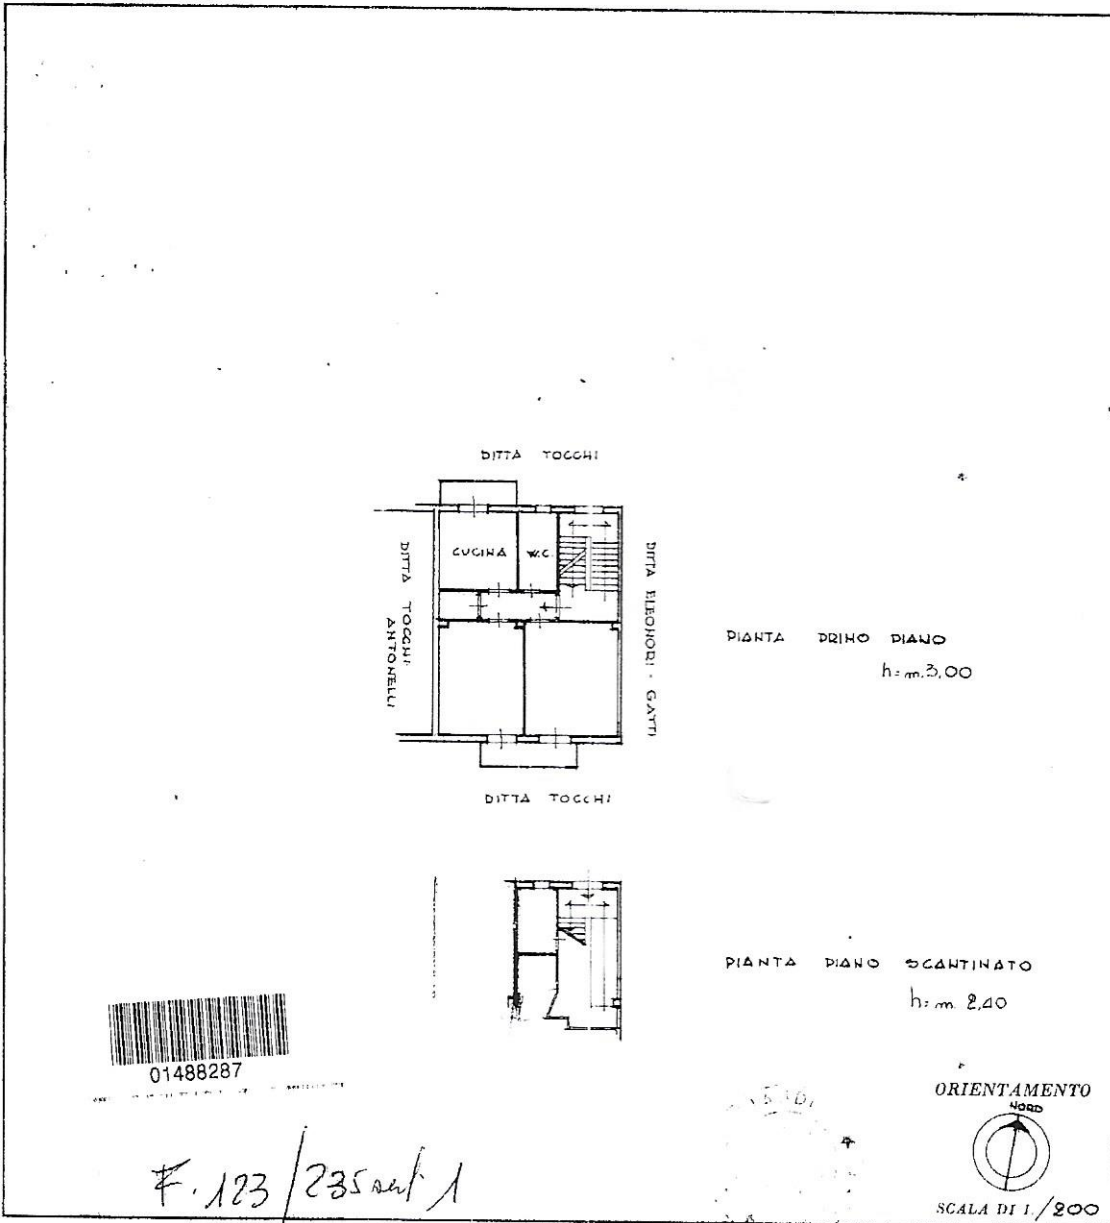 DITTA TOCCHI
CUCINA
W.C.
DITTA TOCCHI
ANTONELLI
DITTA ELEONORI - GATTI
PIANTA PRIMO PIANO
h: m. 3,00
DITTA TOCCHI
PIANTA PIANO SCANTINATO
h: m. 2,40
01488287
ORIENTAMENTO
NORD
SCALA DI 1./200
F. 123/235 sub 1